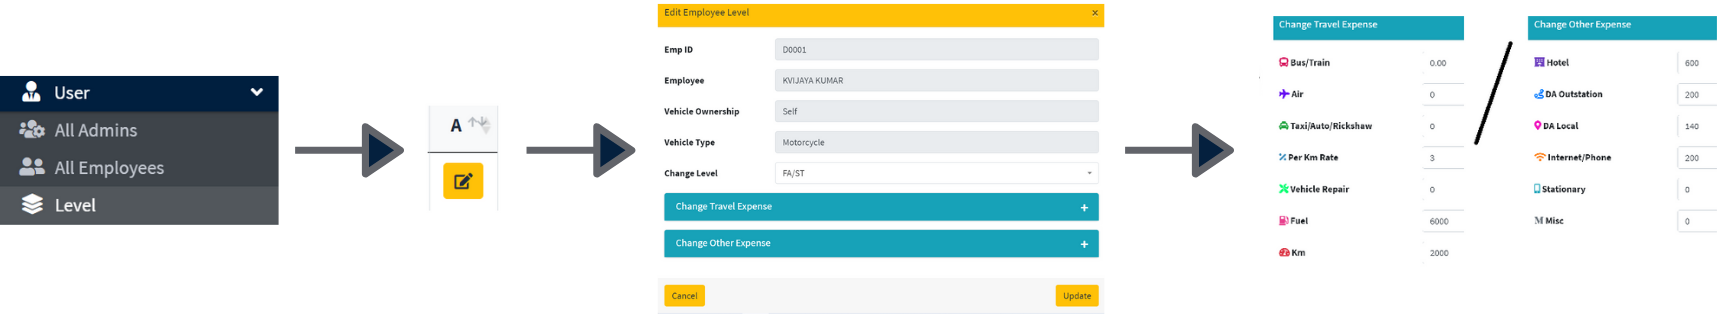 User
All Admins
All Employees
Level
A
Edit Employee Level
×
Emp ID
D0001
Employee
KVIJAYA KUMAR
Vehicle Ownership
Self
Vehicle Type
Motorcycle
Change Level
FA/ST
Change Travel Expense
+
Change Other Expense
+
Cancel
Update
Change Travel Expense
Bus/Train
0.00
Air
0
Taxi/Auto/Rickshaw
0
Per Km Rate
3
Vehicle Repair
0
Fuel
6000
Km
2000
Change Other Expense
Hotel
600
DA Outstation
200
DA Local
140
Internet/Phone
200
Stationary
0
M Misc
0